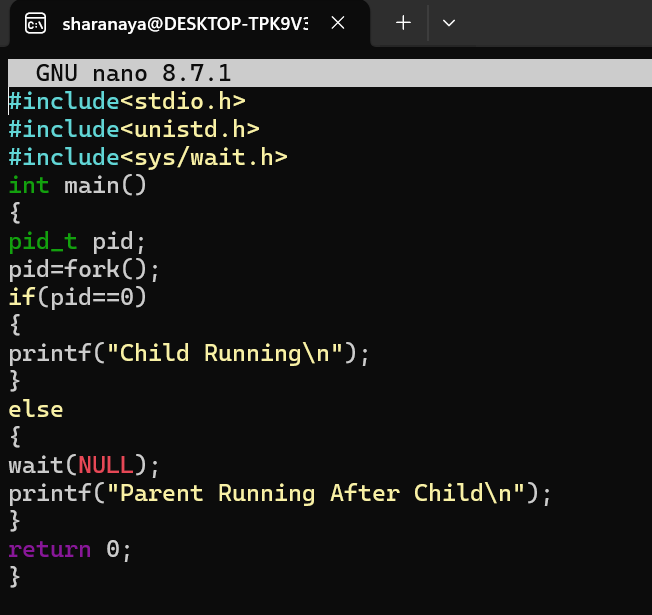 sharanaya@DESKTOP-TPK9V3
GNU nano 8.7.1
#include<stdio.h>
#include<unistd.h>
#include<sys/wait.h>
int main()
{
pid_t pid;
pid=fork();
if(pid==0)
{
printf("Child Running\n");
}
else
{
wait(NULL);
printf("Parent Running After Child\n");
}
return 0;
}